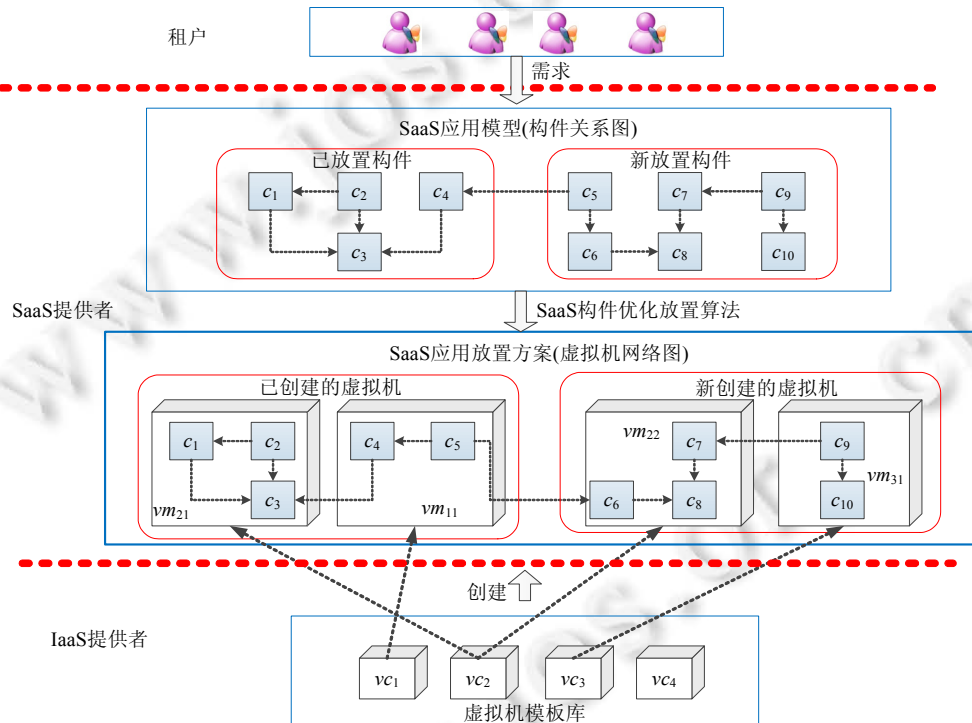 租户
需求
SaaS应用模型(构件关系图)
已放置构件
新放置构件
c1 c2 c4 c5 c7 c9
c3 c6 c8 c10
SaaS提供者
SaaS构件优化放置算法
SaaS应用放置方案(虚拟机网络图)
已创建的虚拟机
新创建的虚拟机
c1 c2 c4 c5 vm22 c7 c9
c3 c6 c8 c10 vm31
vm21 vm11
创建
IaaS提供者
vc1 vc2 vc3 vc4
虚拟机模板库